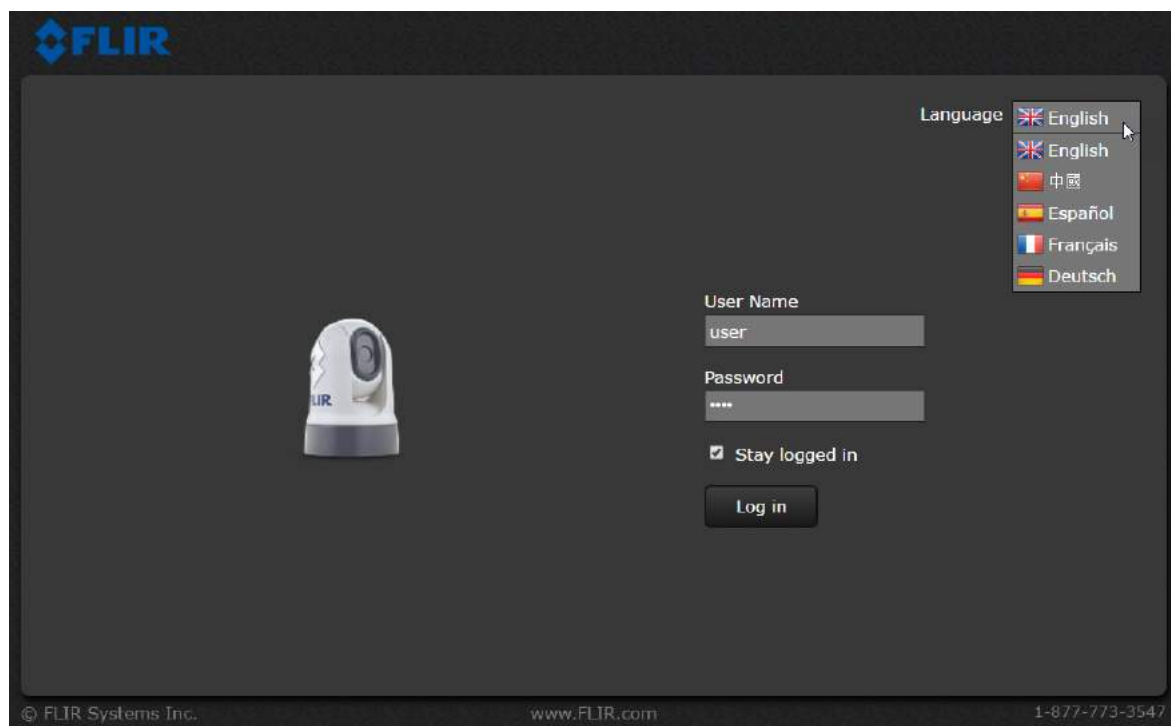 FLIR
Language English
English
中國
Español
Français
Deutsch
User Name
user
Password
••••
Stay logged in
Log in
FLIR
© FLIR Systems Inc. www.FLIR.com 1-877-773-3547